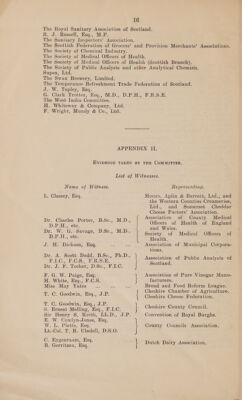 16
The Royal Sanitary Association of Scotland.
R. J. Russell, Esq., M.P.
The Sanitary Inspectors' Association.
The Scottish Federation of Grocers' and Provision Merchants' Associations.
The Society of Chemical Industry.
The Society of Medical Officers of Health.
The Society of Medical Officers of Health (Scottish Branch).
The Society of Public Analysts and other Analytical Chemists.
Supan, Ltd.
The Swan Brewery, Limited.
The Temperance Refreshment Trade Federation of Scotland.
J. W. Tapley, Esq.
G. Clark Trotter, Esq., M.D., D.P.H., F.R.S.E.
The West India Committee.
H. Whiteway & Company, Ltd.
F. Wright, Mundy & Co., Ltd.
APPENDIX II.
Evidence taken by the Committee.
List of Witnesses.
Name of Witness. Representing.
L. Classey, Esq. Messrs. Aplin & Barrett, Ltd., and
the Western Counties Creameries,
Ltd., and Somerset Cheddar
Cheese Factors' Association.
Dr. Charles Porter, B.Sc., M.D.,
D.P.H., etc. Association of County Medical
Officers of Health of England
and Wales.
Dr. W. G. Savage, B.Sc., M.D.,
D.P.H., etc. Society of Medical Officers of
Health.
J. H. Dickson, Esq. Association of Municipal Corporations.
Dr. A. Scott Dodd, B.Sc., Ph.D.,
F.I.C., F.C.S., F.R.S.E. Association of Public Analysts of
Scotland.
Dr. J. F. Tocher, D.Sc., F.I.C.
F. G. W. Paige, Esq. Association of Pure Vinegar Manufacturers.
M. White, Esq., F.C.S.
Miss May Yates Bread and Food Reform League.
T. C. Goodwin, Esq., J.P. Cheshire Chamber of Agriculture.
Cheshire Cheese Federation.
T. C. Goodwin, Esq., J.P. Cheshire County Council.
S. Ernest Melling, Esq., F.I.C.
Sir Henry S. Keith, LL.D., J.P. Convention of Royal Burghs.
E. W. Cemlyn-Jones, Esq. County Councils Association.
W. L. Platts, Esq.
Lt.-Col. T. H. Clodell, D.S.O.
C. Engenraam, Esq. Dutch Dairy Association.
B. Gerritzen, Esq.